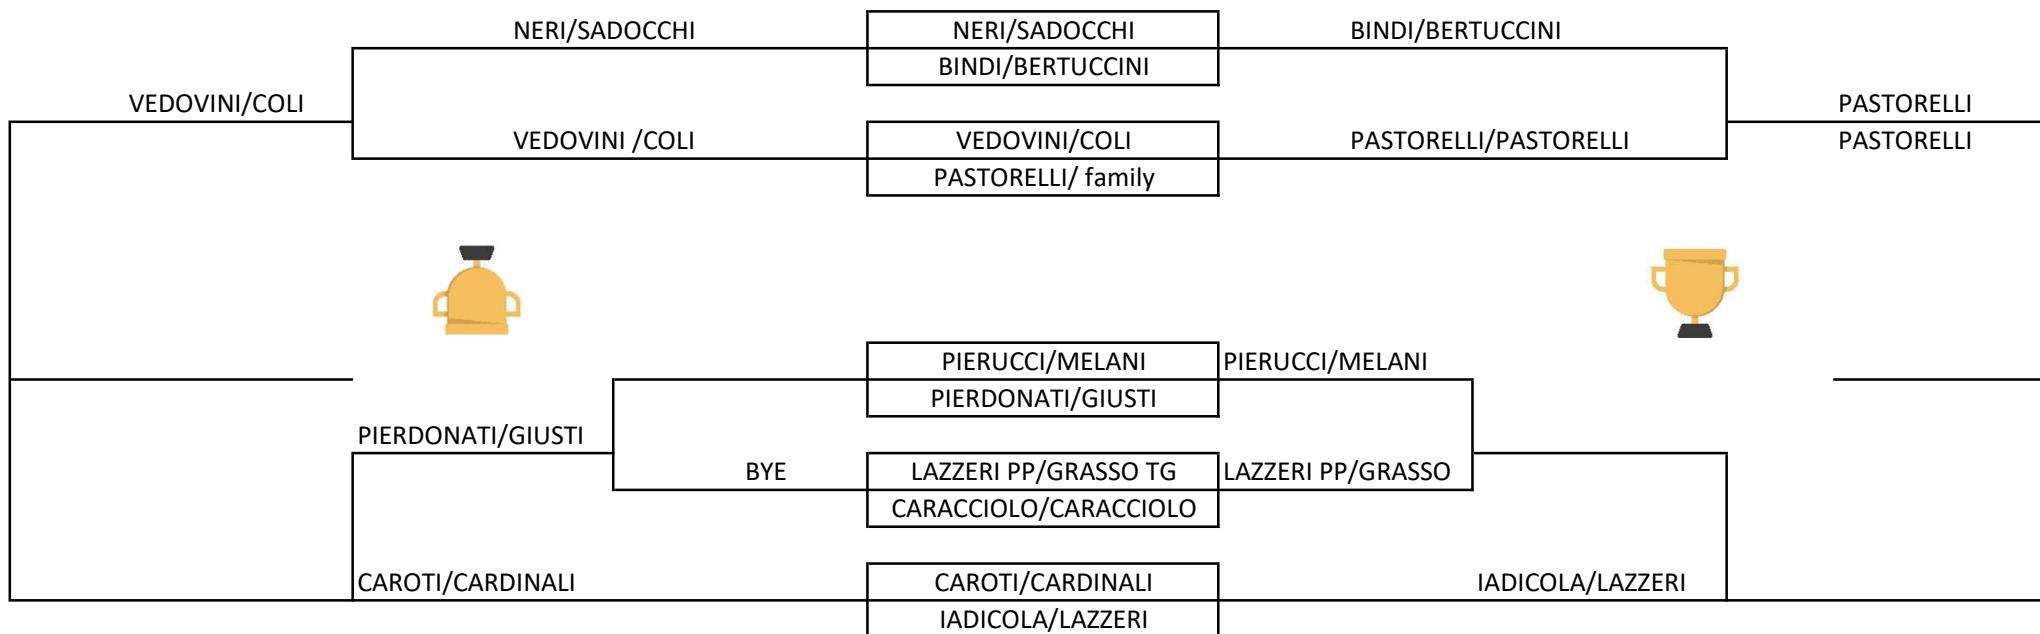 NERI/SADOCCHI NERI/SADOCCHI BINDI/BERTUCCINI
BINDI/BERTUCCINI
VEDOVINI/COLI PASTORELLI
VEDOVINI /COLI VEDOVINI/COLI PASTORELLI/PASTORELLI PASTORELLI
PASTORELLI/ family
PIERUCCI/MELANI PIERUCCI/MELANI
PIERDONATI/GIUSTI
PIERDONATI/GIUSTI
BYE LAZZERI PP/GRASSO TG LAZZERI PP/GRASSO
CARACCIOLO/CARACCIOLO
CAROTI/CARDINALI CAROTI/CARDINALI IADICOLA/LAZZERI
IADICOLA/LAZZERI